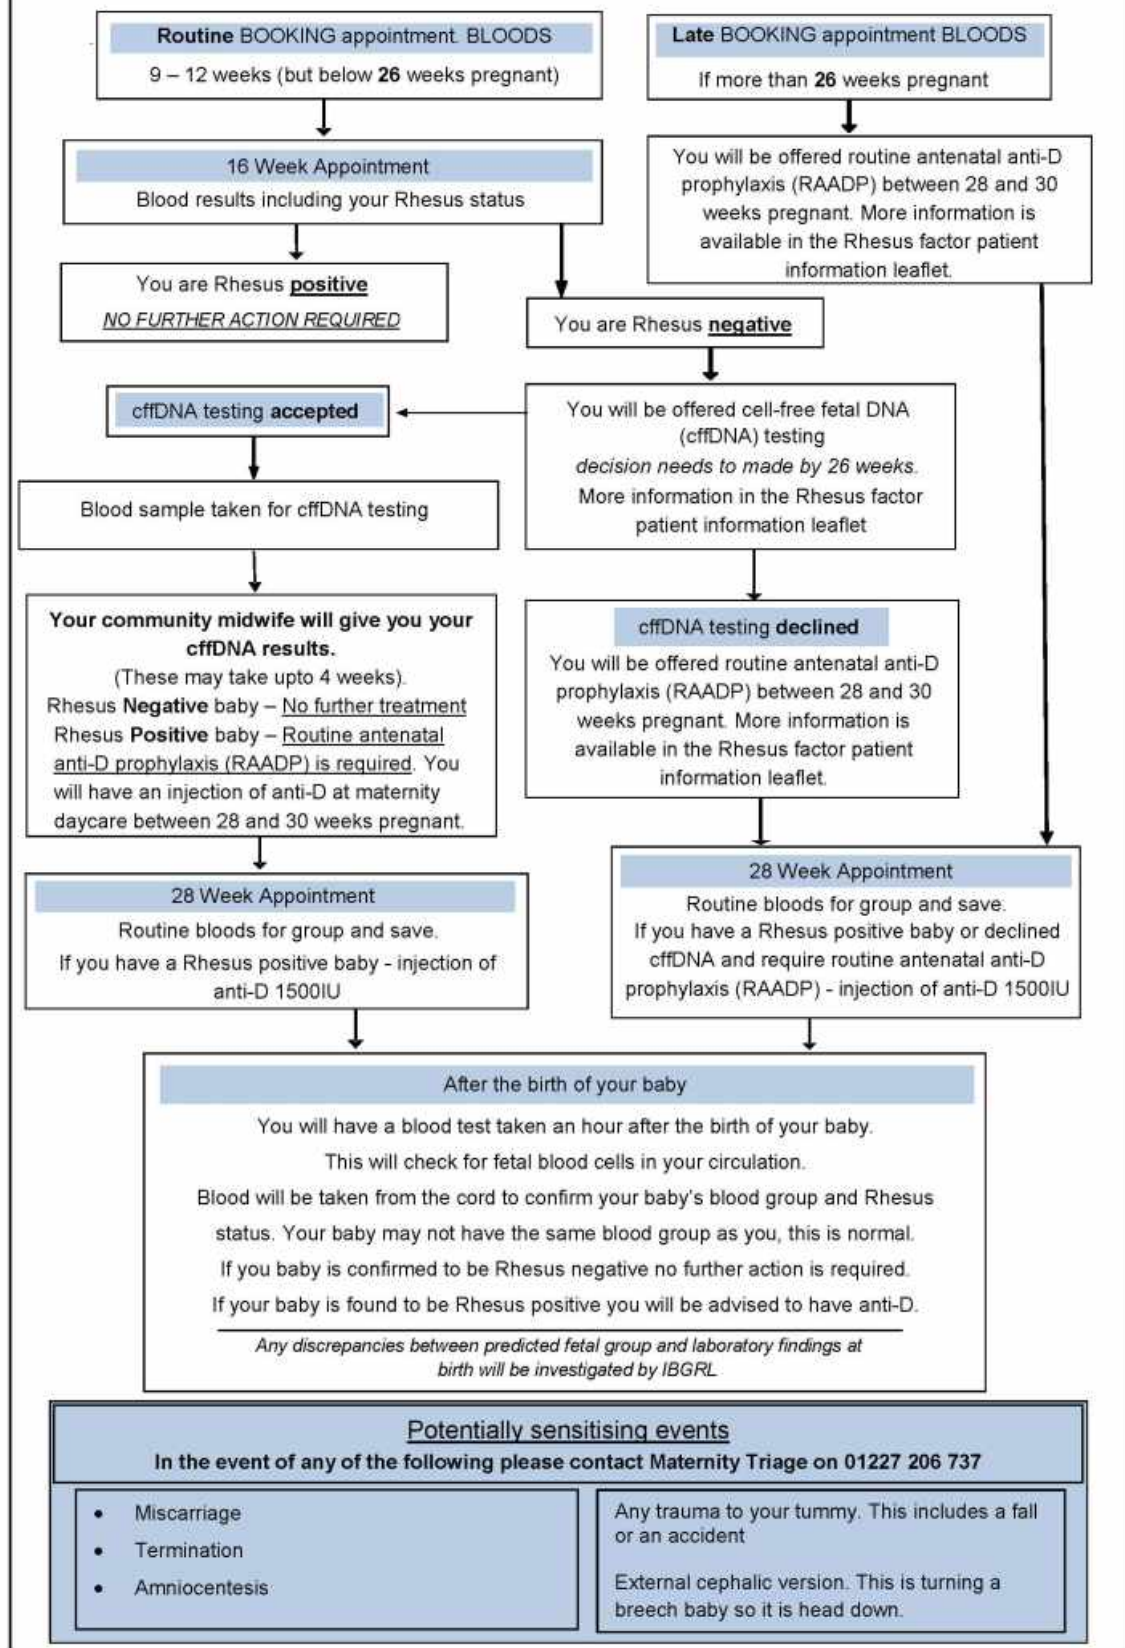 Routine BOOKING appointment. BLOODS
9 – 12 weeks (but below 26 weeks pregnant)
Late BOOKING appointment BLOODS
If more than 26 weeks pregnant
16 Week Appointment
Blood results including your Rhesus status
You will be offered routine antenatal anti-D
prophylaxis (RAADP) between 28 and 30
weeks pregnant. More information is
available in the Rhesus factor patient
information leaflet.
You are Rhesus positive
NO FURTHER ACTION REQUIRED
You are Rhesus negative
cffDNA testing accepted
You will be offered cell-free fetal DNA
(cffDNA) testing
decision needs to made by 26 weeks.
More information in the Rhesus factor
patient information leaflet
Blood sample taken for cffDNA testing
Your community midwife will give you your
cffDNA results.
(These may take upto 4 weeks).
Rhesus Negative baby – No further treatment
Rhesus Positive baby – Routine antenatal
anti-D prophylaxis (RAADP) is required. You
will have an injection of anti-D at maternity
daycare between 28 and 30 weeks pregnant.
cffDNA testing declined
You will be offered routine antenatal anti-D
prophylaxis (RAADP) between 28 and 30
weeks pregnant. More information is
available in the Rhesus factor patient
information leaflet.
28 Week Appointment
Routine bloods for group and save.
If you have a Rhesus positive baby - injection of
anti-D 1500IU
28 Week Appointment
Routine bloods for group and save.
If you have a Rhesus positive baby or declined
cffDNA and require routine antenatal anti-D
prophylaxis (RAADP) - injection of anti-D 1500IU
After the birth of your baby
You will have a blood test taken an hour after the birth of your baby.
This will check for fetal blood cells in your circulation.
Blood will be taken from the cord to confirm your baby's blood group and Rhesus
status. Your baby may not have the same blood group as you, this is normal.
If you baby is confirmed to be Rhesus negative no further action is required.
If your baby is found to be Rhesus positive you will be advised to have anti-D.
Any discrepancies between predicted fetal group and laboratory findings at
birth will be investigated by IBGRL
Potentially sensitising events
In the event of any of the following please contact Maternity Triage on 01227 206 737
• Miscarriage
• Termination
• Amniocentesis
Any trauma to your tummy. This includes a fall
or an accident
External cephalic version. This is turning a
breech baby so it is head down.